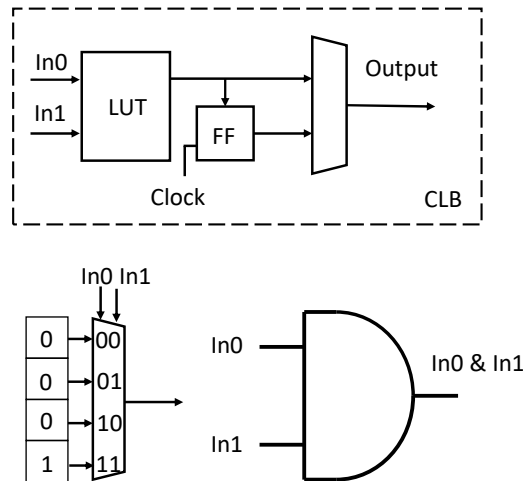 In0
Output
In1
LUT
FF
Clock
CLB
In0 In1
0 00
0 01
0 10
1 11
In0
In0 & In1
In1